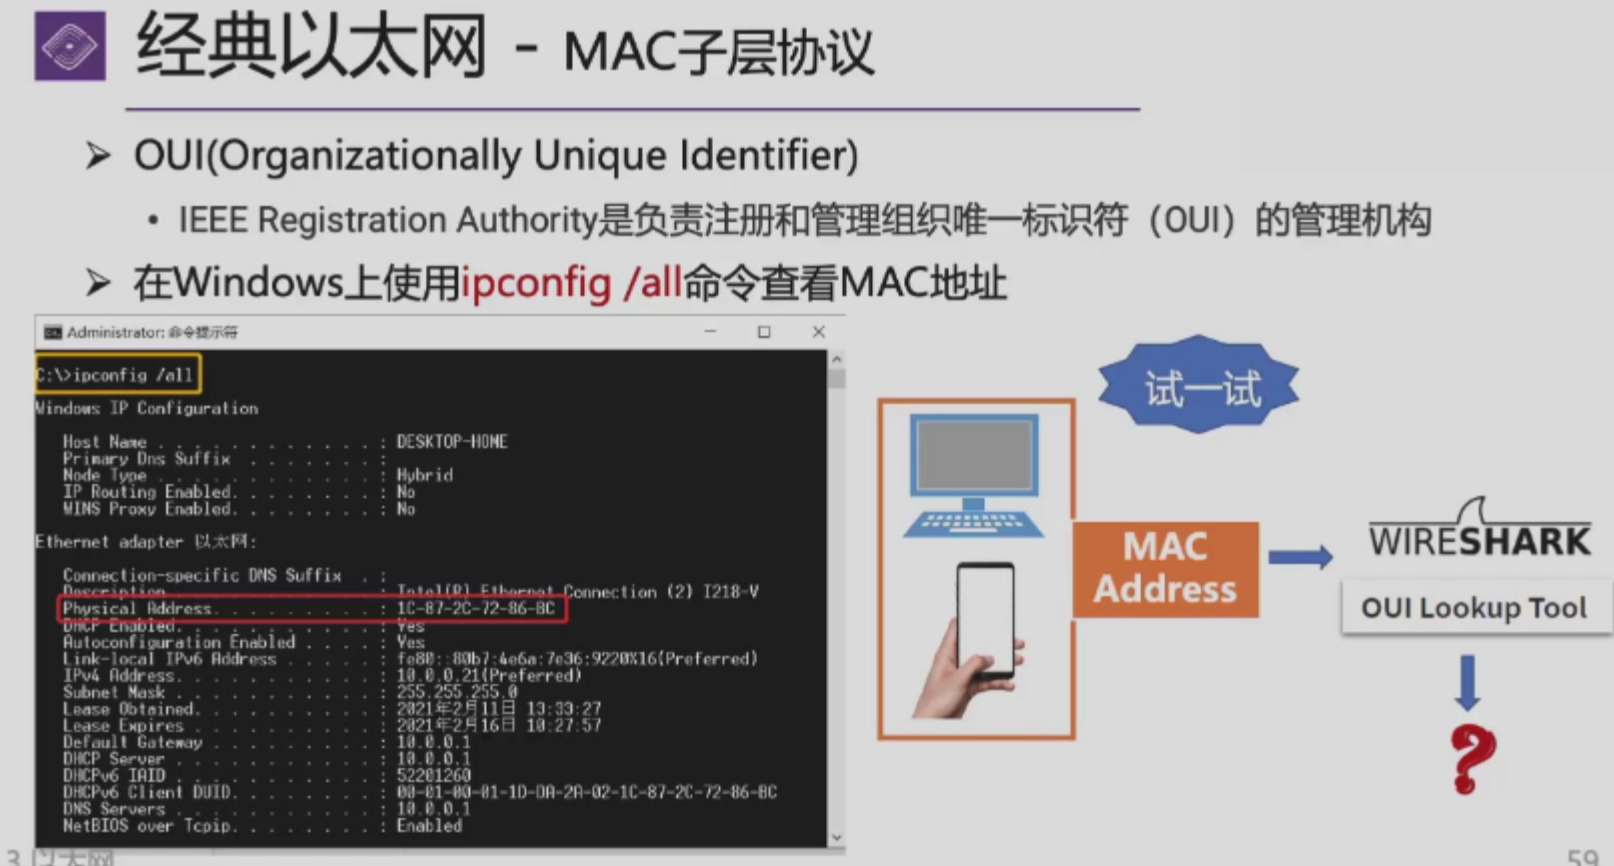 经典以太网 - MAC子层协议
➢ OUI(Organizationally Unique Identifier)
• IEEE Registration Authority是负责注册和管理组织唯一标识符（OUI）的管理机构
➢ 在Windows上使用ipconfig /all命令查看MAC地址
Administrator: 命令提示符
C:\>ipconfig /all
Windows IP Configuration
Host Name . . . . . . . . . . . . : DESKTOP-HONE
Primary Dns Suffix . . . . . . . :
Node Type . . . . . . . . . . . . : Hybrid
IP Routing Enabled. . . . . . . . : No
WINS Proxy Enabled. . . . . . . . : No
Ethernet adapter 以太网:
Connection-specific DNS Suffix . :
Description . . . . . . . . . . . : Intel(R) Ethernet Connection (2) I218-V
Physical Address. . . . . . . . . : 1C-87-2C-72-86-BC
DHCP Enabled. . . . . . . . . . . : Yes
Autoconfiguration Enabled . . . . : Yes
Link-local IPv6 Address . . . . . : fe80::80b7:4e6a:7e36:9220%16(Preferred)
IPv4 Address. . . . . . . . . . . : 10.0.0.21(Preferred)
Subnet Mask . . . . . . . . . . . : 255.255.255.0
Lease Obtained. . . . . . . . . . : 2021年2月11日 13:33:27
Lease Expires . . . . . . . . . . : 2021年2月16日 10:27:57
Default Gateway . . . . . . . . . : 10.0.0.1
DHCP Server . . . . . . . . . . . : 10.0.0.1
DHCPv6 IAID . . . . . . . . . . . : 52201260
DHCPv6 Client DUID. . . . . . . . : 00-01-00-01-1D-DA-2A-02-1C-87-2C-72-86-BC
DNS Servers . . . . . . . . . . . : 10.0.0.1
NetBIOS over Tcpip. . . . . . . . : Enabled
试一试
MAC
Address
WIRESHARK
OUI Lookup Tool
?
3 以太网
59